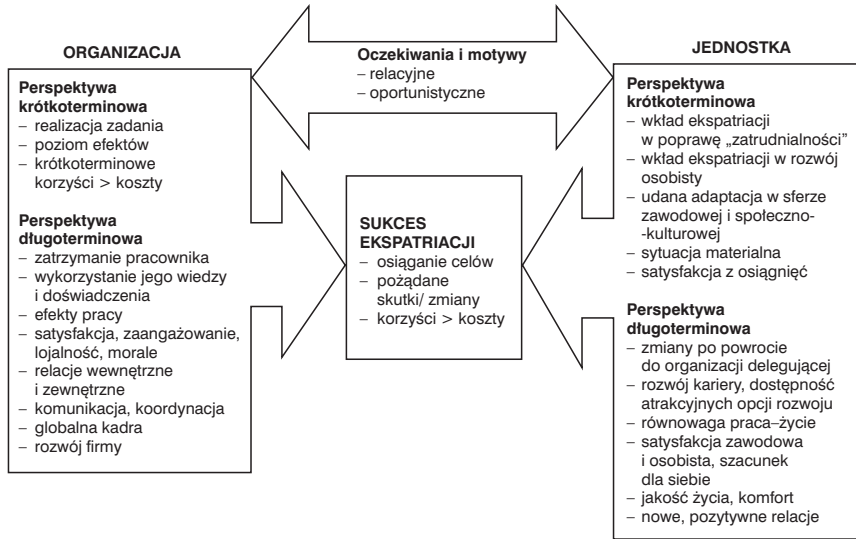 ORGANIZACJA
Perspektywa
krótkoterminowa
– realizacja zadania
– poziom efektów
– krótkoterminowe
korzyści > koszty
Perspektywa
długoterminowa
– zatrzymanie pracownika
– wykorzystanie jego wiedzy
i doświadczenia
– efekty pracy
– satysfakcja, zaangażowanie,
lojalność, morale
– relacje wewnętrzne
i zewnętrzne
– komunikacja, koordynacja
– globalna kadra
– rozwój firmy
Oczekiwania i motywy
– relacyjne
– oportunistyczne
SUKCES
EKSPATRIACJI
– osiąganie celów
– pożądane
skutki/ zmiany
– korzyści > koszty
JEDNOSTKA
Perspektywa
krótkoterminowa
– wkład ekspatriacji
w poprawę „zatrudnialności”
– wkład ekspatriacji w rozwój
osobisty
– udana adaptacja w sferze
zawodowej i społeczno-
-kulturowej
– sytuacja materialna
– satysfakcja z osiągnięć
Perspektywa
długoterminowa
– zmiany po powrocie
do organizacji delegującej
– rozwój kariery, dostępność
atrakcyjnych opcji rozwoju
– równowaga praca–życie
– satysfakcja zawodowa
i osobista, szacunek
dla siebie
– jakość życia, komfort
– nowe, pozytywne relacje